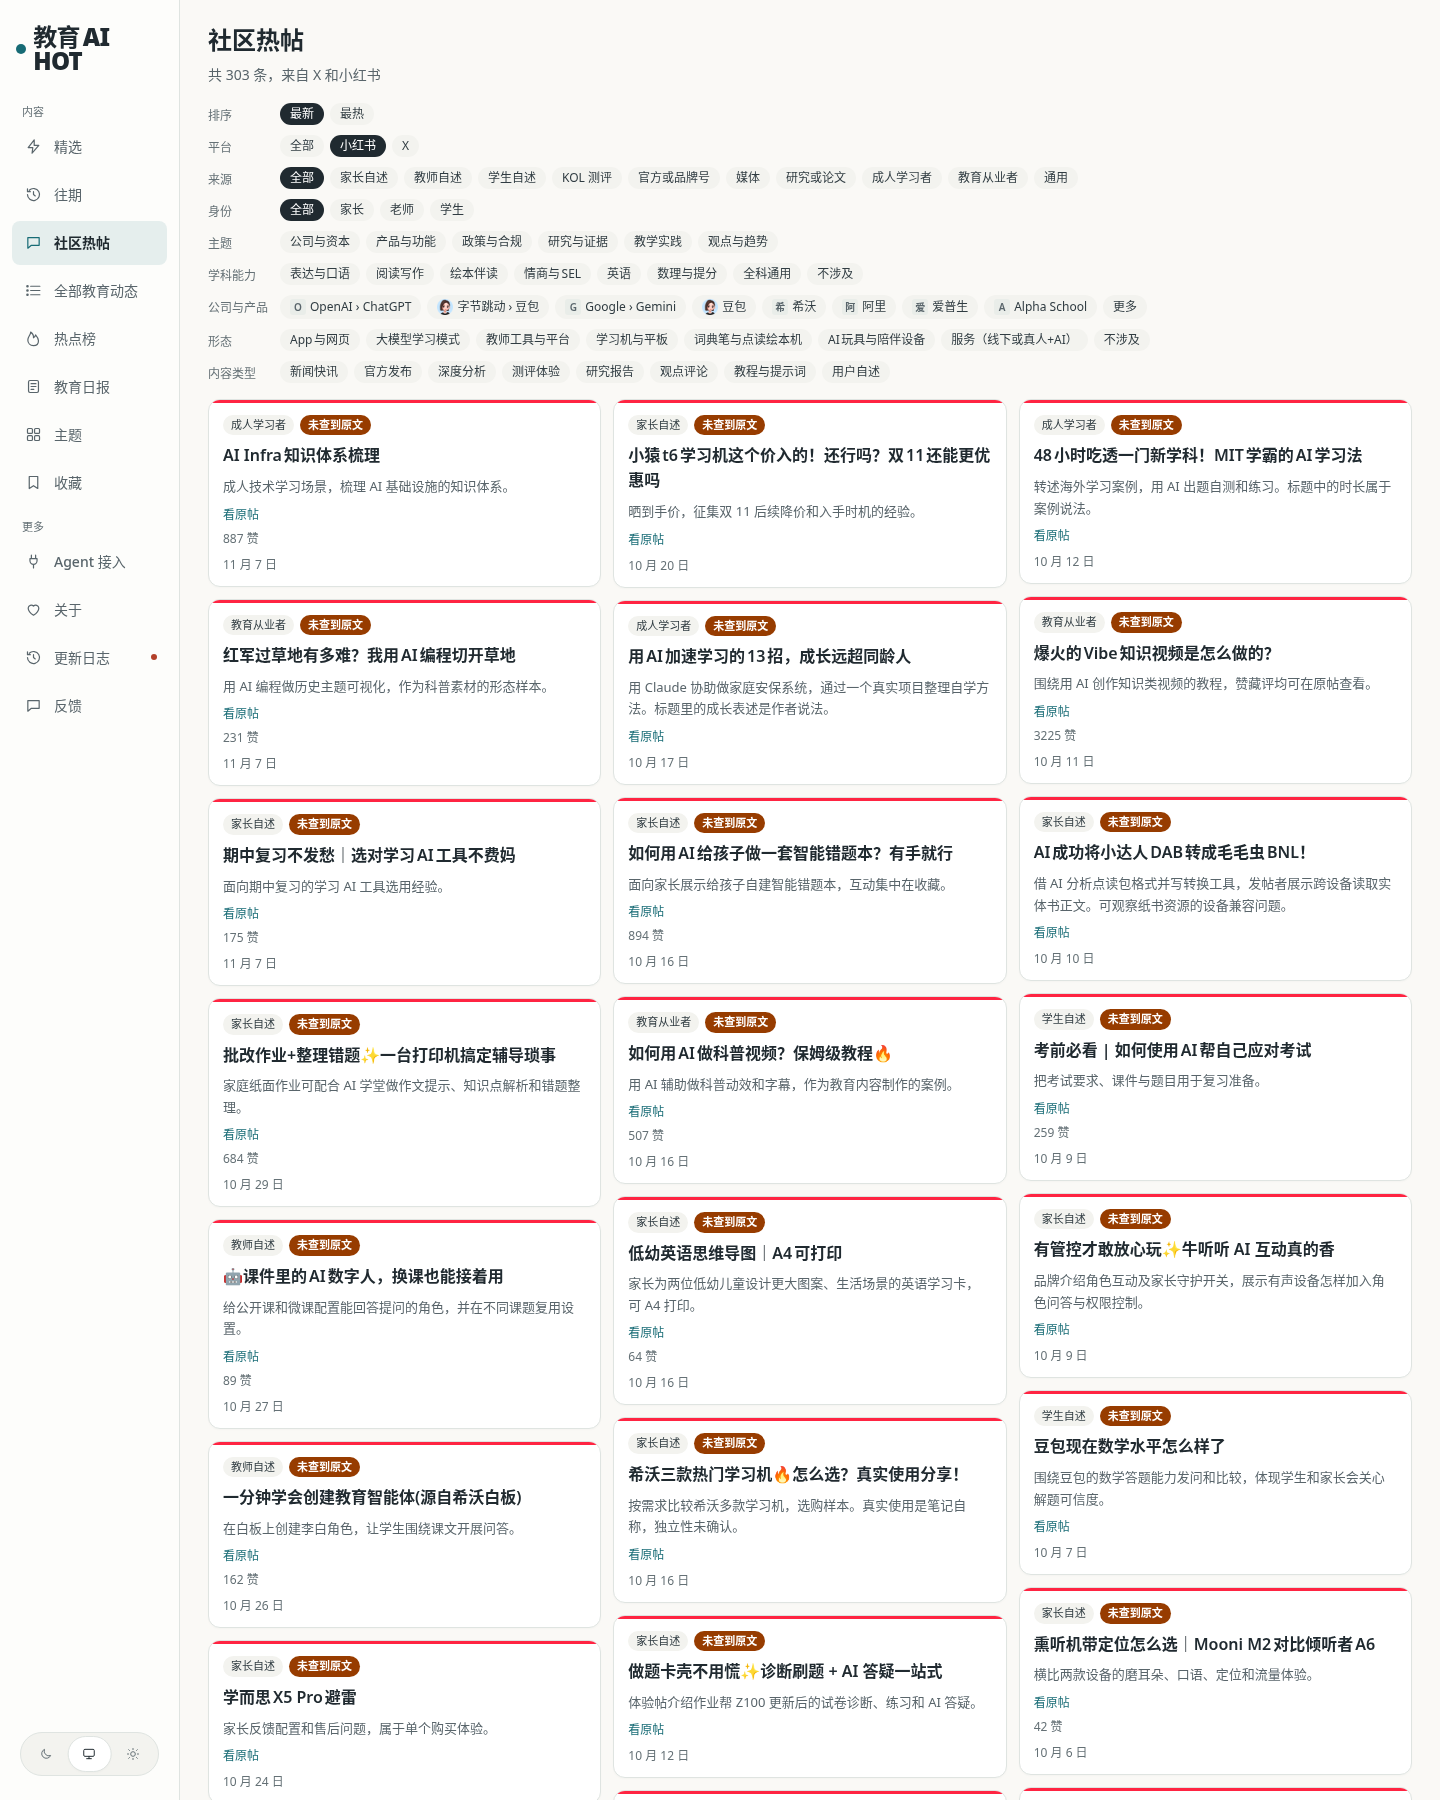 教育 AI
HOT
内容
精选
往期
社区热帖
全部教育动态
热点榜
教育日报
主题
收藏
更多
Agent 接入
关于
更新日志
反馈
社区热帖
共 303 条，来自 X 和小红书
排序 最新 最热
平台 全部 小红书 X
来源 全部 家长自述 教师自述 学生自述 KOL 测评 官方或品牌号 媒体 研究或论文 成人学习者 教育从业者 通用
身份 全部 家长 老师 学生
主题 公司与资本 产品与功能 政策与合规 研究与证据 教学实践 观点与趋势
学科能力 表达与口语 阅读写作 绘本伴读 情商与 SEL 英语 数理与提分 全科通用 不涉及
公司与产品 O OpenAI › ChatGPT 字节跳动 › 豆包 G Google › Gemini 豆包 希 希沃 阿 阿里 爱 爱普生 A Alpha School 更多
形态 App 与网页 大模型学习模式 教师工具与平台 学习机与平板 词典笔与点读绘本机 AI 玩具与陪伴设备 服务（线下或真人+AI） 不涉及
内容类型 新闻快讯 官方发布 深度分析 测评体验 研究报告 观点评论 教程与提示词 用户自述
成人学习者 未查到原文
AI Infra 知识体系梳理
成人技术学习场景，梳理 AI 基础设施的知识体系。
看原帖
887 赞
11 月 7 日
教育从业者 未查到原文
红军过草地有多难？我用 AI 编程切开草地
用 AI 编程做历史主题可视化，作为科普素材的形态样本。
看原帖
231 赞
11 月 7 日
家长自述 未查到原文
期中复习不发愁｜选对学习 AI 工具不费妈
面向期中复习的学习 AI 工具选用经验。
看原帖
175 赞
11 月 7 日
家长自述 未查到原文
批改作业+整理错题✨一台打印机搞定辅导琐事
家庭纸面作业可配合 AI 学堂做作文提示、知识点解析和错题整
理。
看原帖
684 赞
10 月 29 日
教师自述 未查到原文
🤖课件里的 AI 数字人，换课也能接着用
给公开课和微课配置能回答提问的角色，并在不同课题复用设
置。
看原帖
89 赞
10 月 27 日
教师自述 未查到原文
一分钟学会创建教育智能体(源自希沃白板)
在白板上创建李白角色，让学生围绕课文开展问答。
看原帖
162 赞
10 月 26 日
家长自述 未查到原文
学而思 X5 Pro 避雷
家长反馈配置和售后问题，属于单个购买体验。
看原帖
10 月 24 日
家长自述 未查到原文
小猿 t6 学习机这个价入的！还行吗？双 11 还能更优
惠吗
晒到手价，征集双 11 后续降价和入手时机的经验。
看原帖
10 月 20 日
成人学习者 未查到原文
用 AI 加速学习的 13 招，成长远超同龄人
用 Claude 协助做家庭安保系统，通过一个真实项目整理自学方
法。标题里的成长表述是作者说法。
看原帖
10 月 17 日
家长自述 未查到原文
如何用 AI 给孩子做一套智能错题本？有手就行
面向家长展示给孩子自建智能错题本，互动集中在收藏。
看原帖
894 赞
10 月 16 日
教育从业者 未查到原文
如何用 AI 做科普视频？保姆级教程🔥
用 AI 辅助做科普动效和字幕，作为教育内容制作的案例。
看原帖
507 赞
10 月 16 日
家长自述 未查到原文
低幼英语思维导图｜A4 可打印
家长为两位低幼儿童设计更大图案、生活场景的英语学习卡，
可 A4 打印。
看原帖
64 赞
10 月 16 日
家长自述 未查到原文
希沃三款热门学习机🔥怎么选？真实使用分享！
按需求比较希沃多款学习机，选购样本。真实使用是笔记自
称，独立性未确认。
看原帖
10 月 16 日
家长自述 未查到原文
做题卡壳不用慌✨诊断刷题 + AI 答疑一站式
体验帖介绍作业帮 Z100 更新后的试卷诊断、练习和 AI 答疑。
看原帖
10 月 12 日
成人学习者 未查到原文
48 小时吃透一门新学科！MIT 学霸的 AI 学习法
转述海外学习案例，用 AI 出题自测和练习。标题中的时长属于
案例说法。
看原帖
10 月 12 日
教育从业者 未查到原文
爆火的 Vibe 知识视频是怎么做的？
围绕用 AI 创作知识类视频的教程，赞藏评均可在原帖查看。
看原帖
3225 赞
10 月 11 日
家长自述 未查到原文
AI 成功将小达人 DAB 转成毛毛虫 BNL！
借 AI 分析点读包格式并写转换工具，发帖者展示跨设备读取实
体书正文。可观察纸书资源的设备兼容问题。
看原帖
10 月 10 日
学生自述 未查到原文
考前必看 | 如何使用 AI 帮自己应对考试
把考试要求、课件与题目用于复习准备。
看原帖
259 赞
10 月 9 日
家长自述 未查到原文
有管控才敢放心玩✨牛听听 AI 互动真的香
品牌介绍角色互动及家长守护开关，展示有声设备怎样加入角
色问答与权限控制。
看原帖
10 月 9 日
学生自述 未查到原文
豆包现在数学水平怎么样了
围绕豆包的数学答题能力发问和比较，体现学生和家长会关心
解题可信度。
看原帖
10 月 7 日
家长自述 未查到原文
熏听机带定位怎么选｜Mooni M2 对比倾听者 A6
横比两款设备的磨耳朵、口语、定位和流量体验。
看原帖
42 赞
10 月 6 日